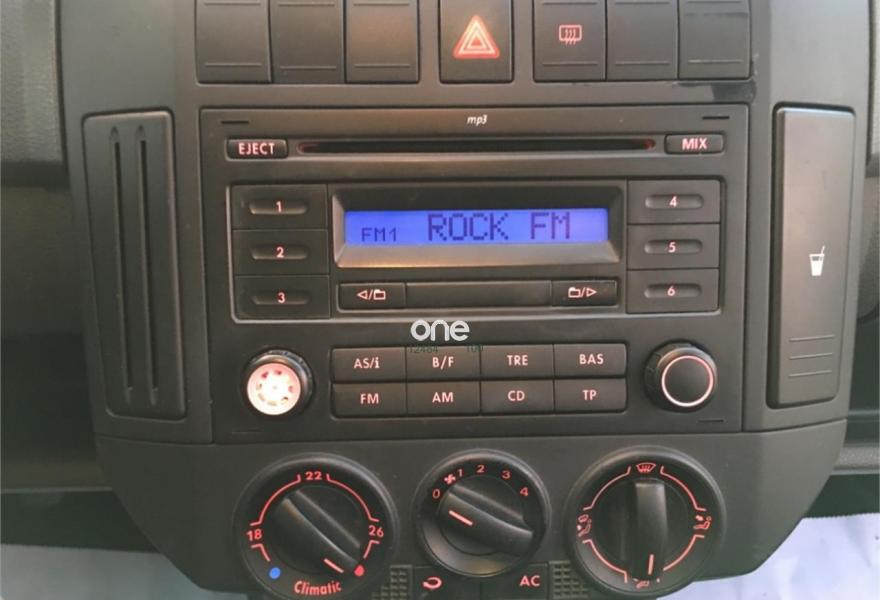 mp3
EJECT MIX
1 4
FM1 ROCK FM
2 5
3 6
one
AS/i B/F TRE BAS
FM AM CD TP
22
18 26
Climatic
0 1 2 3 4
AC